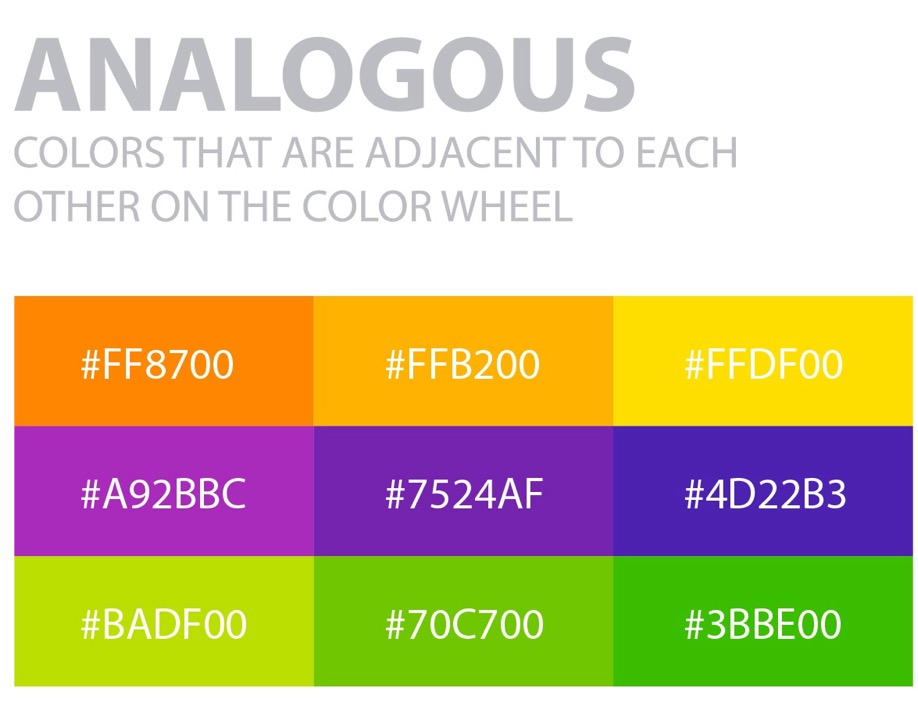 ANALOGOUS
COLORS THAT ARE ADJACENT TO EACH
OTHER ON THE COLOR WHEEL
#FF8700 #FFB200 #FFDF00
#A92BBC #7524AF #4D22B3
#BADF00 #70C700 #3BBE00